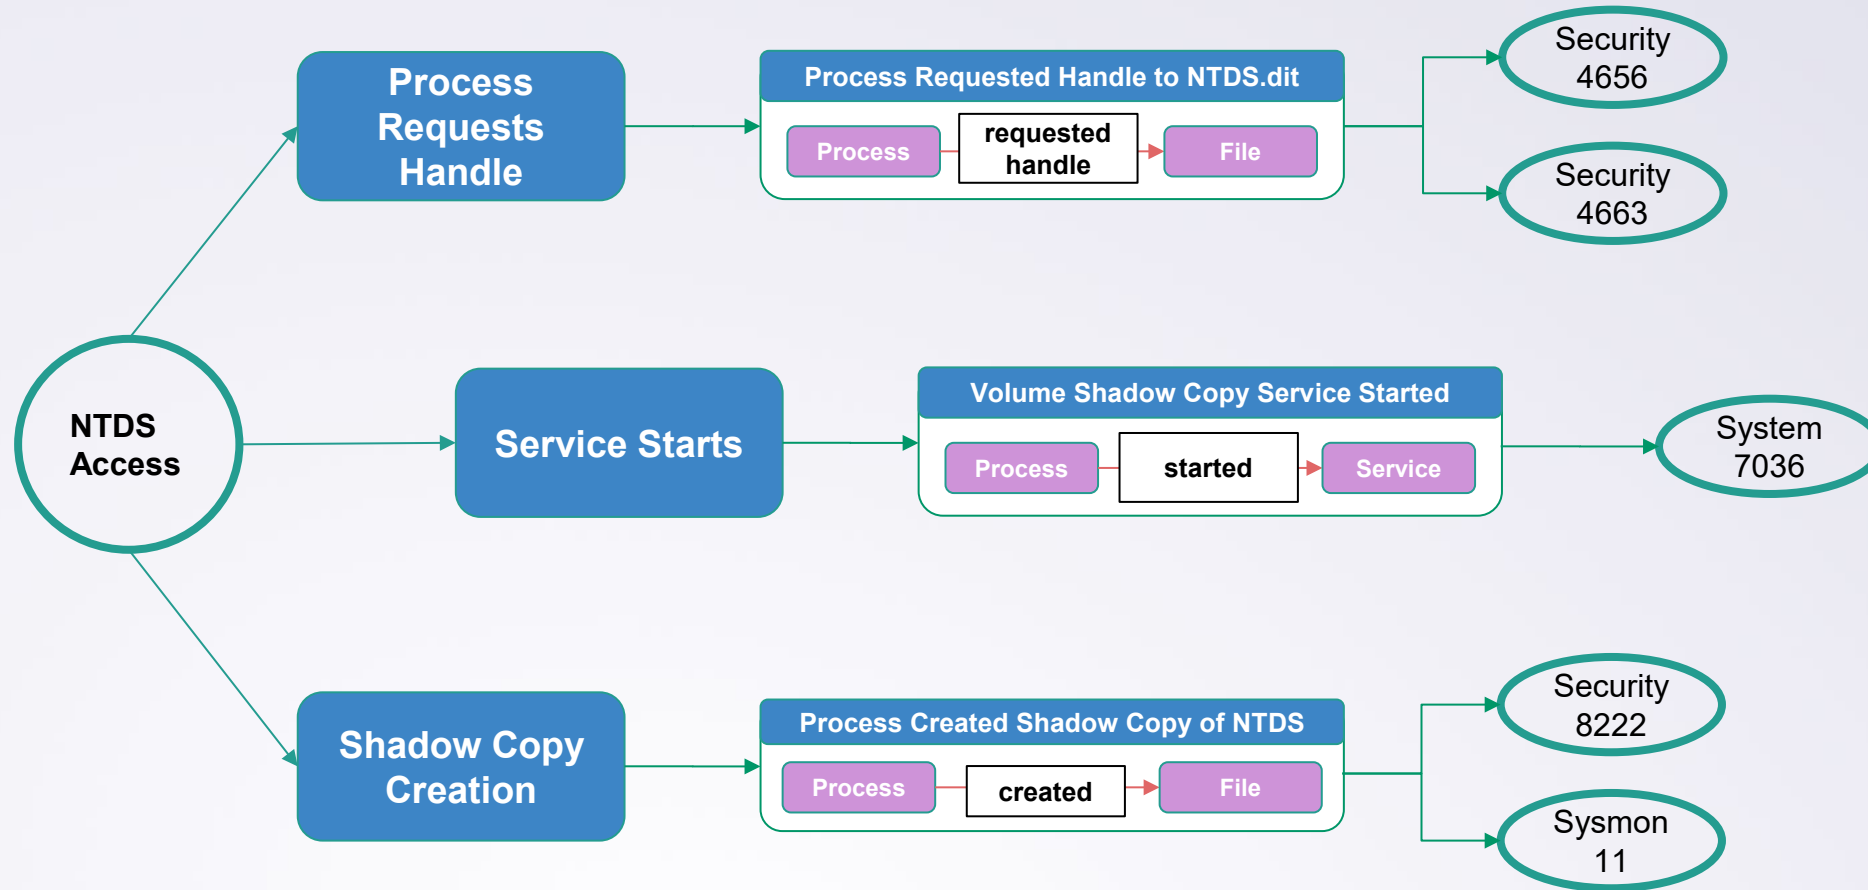 NTDS
Access
Process
Requests
Handle
Process Requested Handle to NTDS.dit
Process
requested
handle
File
Security
4656
Security
4663
Service Starts
Volume Shadow Copy Service Started
Process
started
Service
System
7036
Shadow Copy
Creation
Process Created Shadow Copy of NTDS
Process
created
File
Security
8222
Sysmon
11